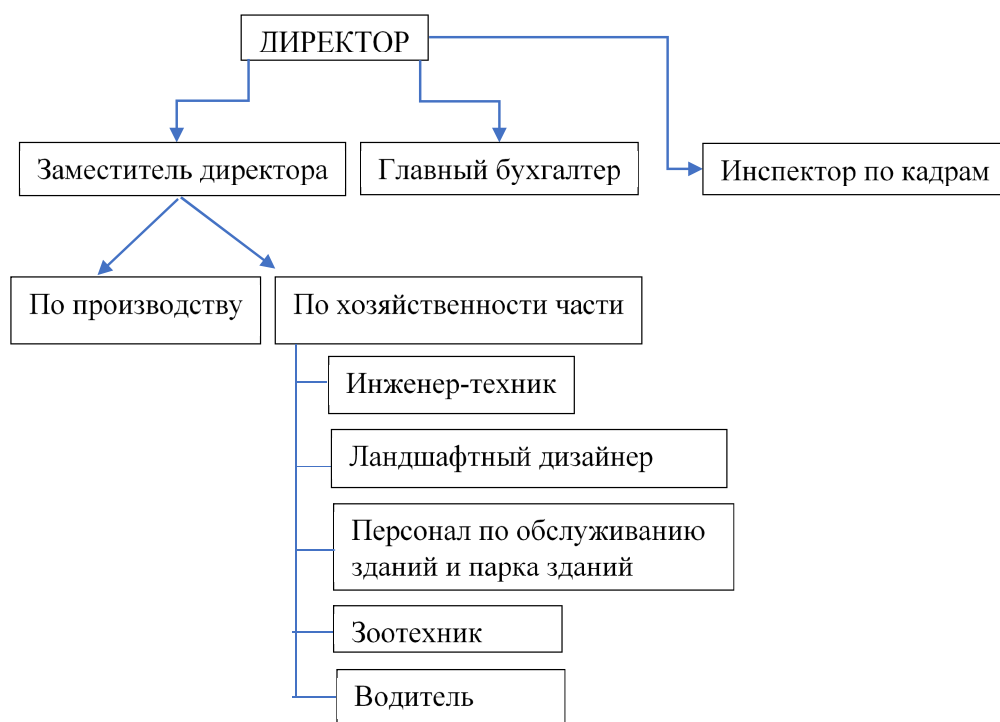 ДИРЕКТОР
Заместитель директора
Главный бухгалтер
Инспектор по кадрам
По производству
По хозяйственности части
Инженер-техник
Ландшафтный дизайнер
Персонал по обслуживанию
зданий и парка зданий
Зоотехник
Водитель